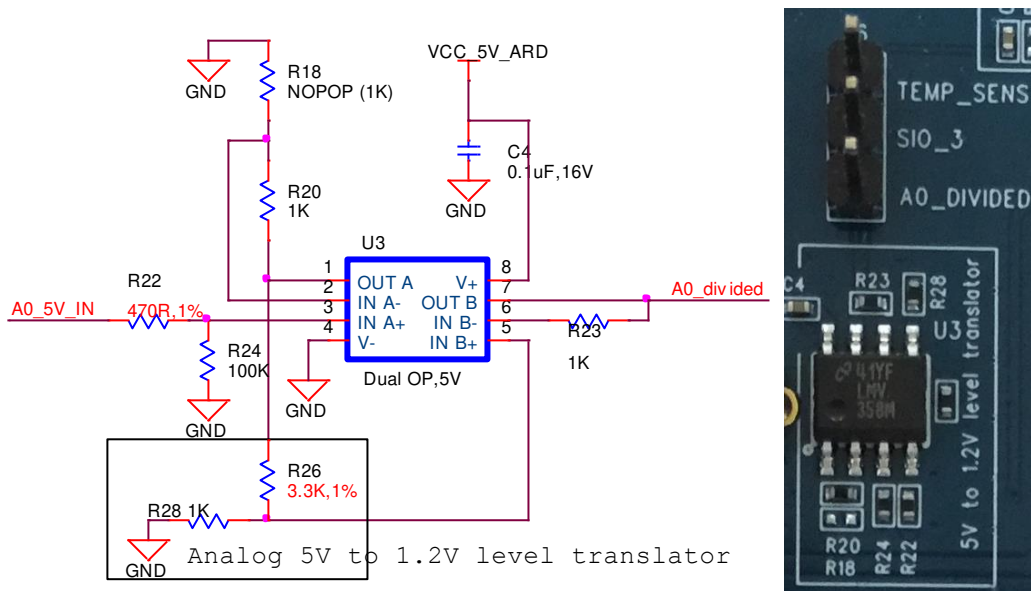 GND
R18
NOPOP (1K)
VCC_5V_ARD
R20
1K
C4
0.1uF,16V
GND
U3
R22
A0_5V_IN
470R,1%
1
2
3
4
OUT A
IN A-
IN A+
V-
V+
OUT B
IN B-
IN B+
8
7
6
5
A0_divided
R23
1K
R24
100K
GND
GND
Dual OP,5V
R26
3.3K,1%
R28 1K
GND
Analog 5V to 1.2V level translator
TEMP_SENS
SIO_3
A0_DIVIDED
C4
R23
R28
U3
41YF
LMV
358M
5V to 1.2V level translator
R20
R18
R24
R22